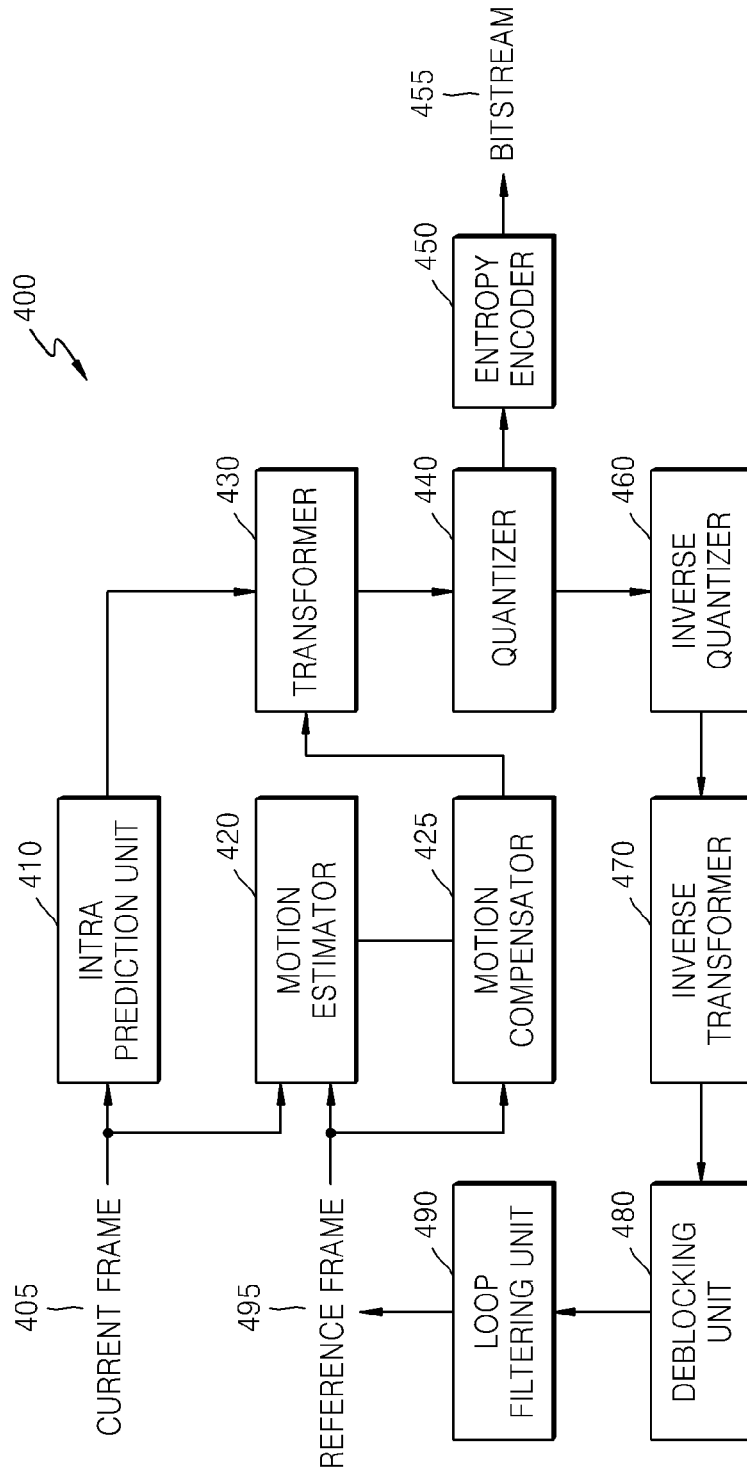 400
405
CURRENT FRAME
410
INTRA
PREDICTION UNIT
430
TRANSFORMER
495
REFERENCE FRAME
420
MOTION
ESTIMATOR
425
MOTION
COMPENSATOR
440
QUANTIZER
450
ENTROPY
ENCODER
455
BITSTREAM
490
LOOP
FILTERING UNIT
480
DEBLOCKING
UNIT
470
INVERSE
TRANSFORMER
460
INVERSE
QUANTIZER